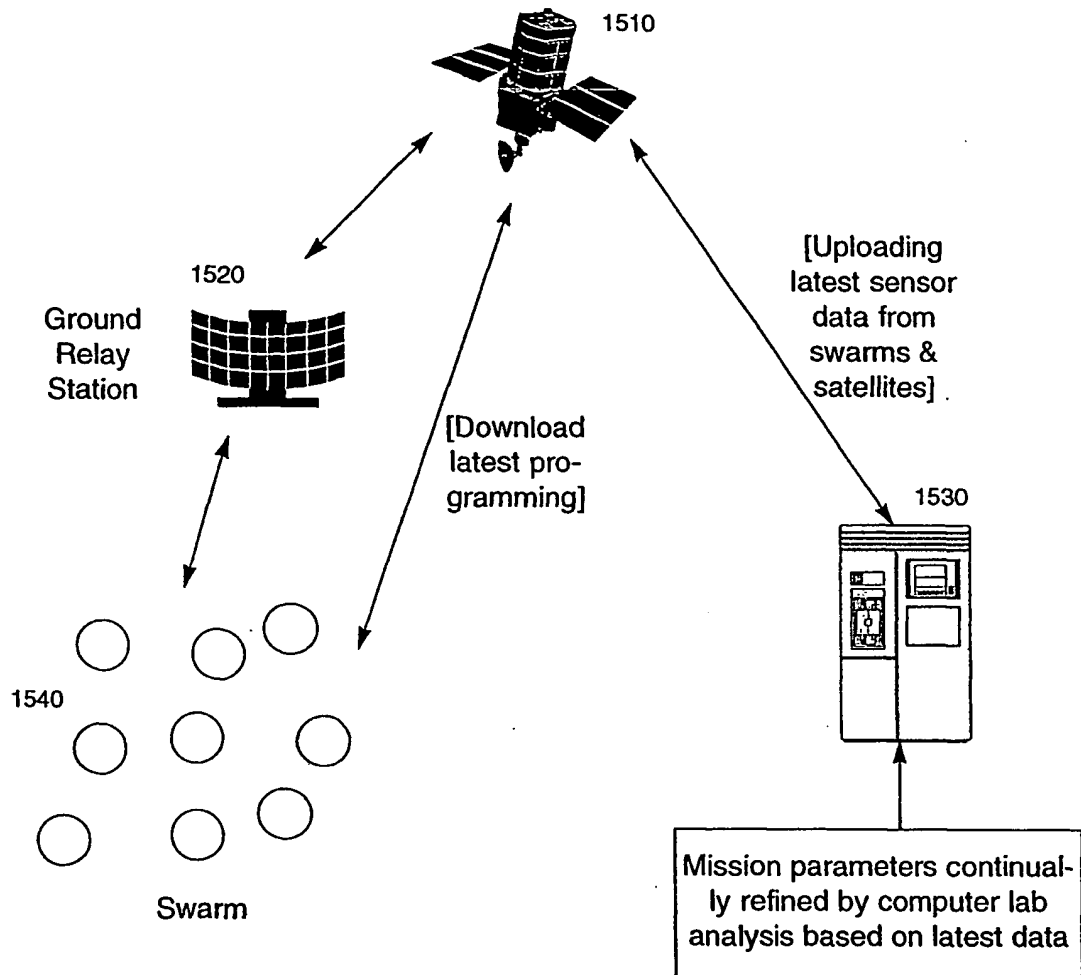 1510
1520
Ground
Relay
Station
[Uploading
latest sensor
data from
swarms &
satellites]
[Download
latest pro-
gramming]
1530
1540
Swarm
Mission parameters continual-
ly refined by computer lab
analysis based on latest data